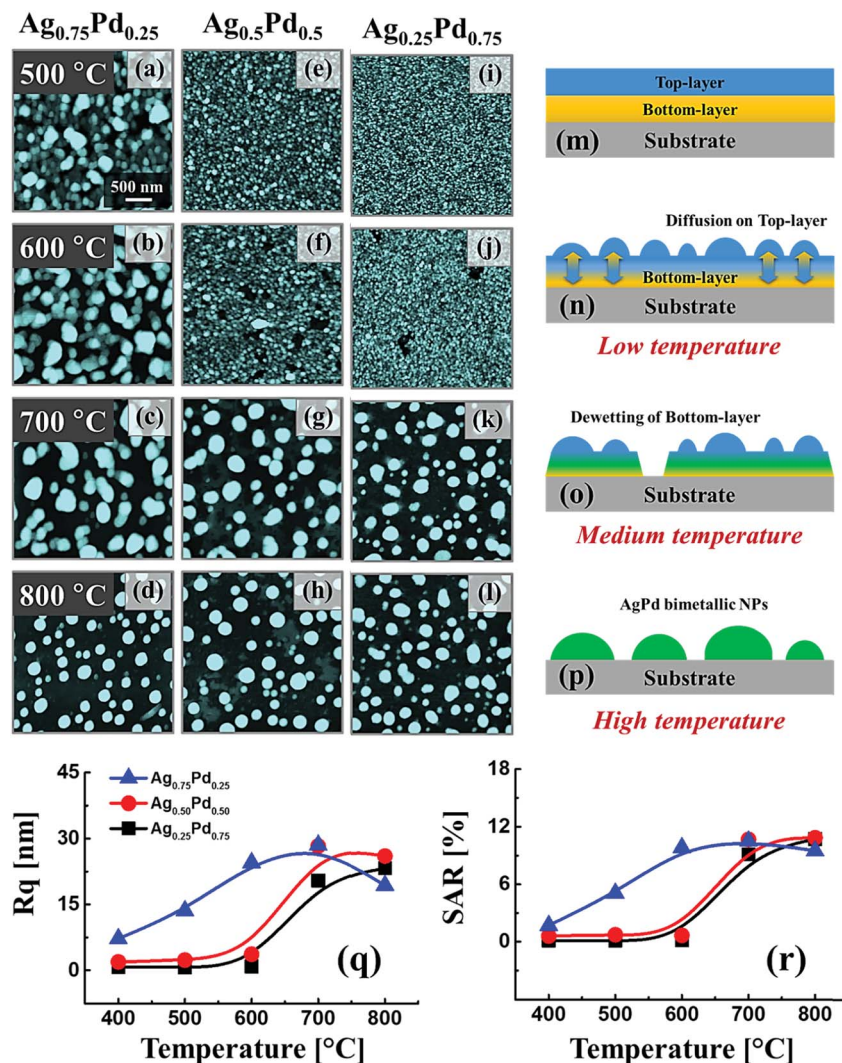 Ag0.75Pd0.25 Ag0.5Pd0.5 Ag0.25Pd0.75
500 °C (a) (e) (i)
500 nm
600 °C (b) (f) (j)
700 °C (c) (g) (k)
800 °C (d) (h) (l)
Top-layer
Bottom-layer
(m) Substrate
Diffusion on Top-layer
Bottom-layer
(n) Substrate
Low temperature
Dewetting of Bottom-layer
(o) Substrate
Medium temperature
AgPd bimetallic NPs
(p) Substrate
High temperature
45
30
15
0
Rq [nm]
Ag0.75Pd0.25
Ag0.50Pd0.50
Ag0.25Pd0.75
(q)
400 500 600 700 800
Temperature [°C]
18
12
6
0
SAR [%]
(r)
400 500 600 700 800
Temperature [°C]